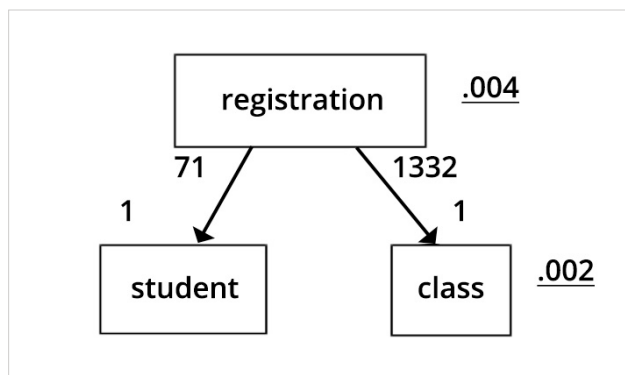 registration .004
71 1332
1 1
student class .002